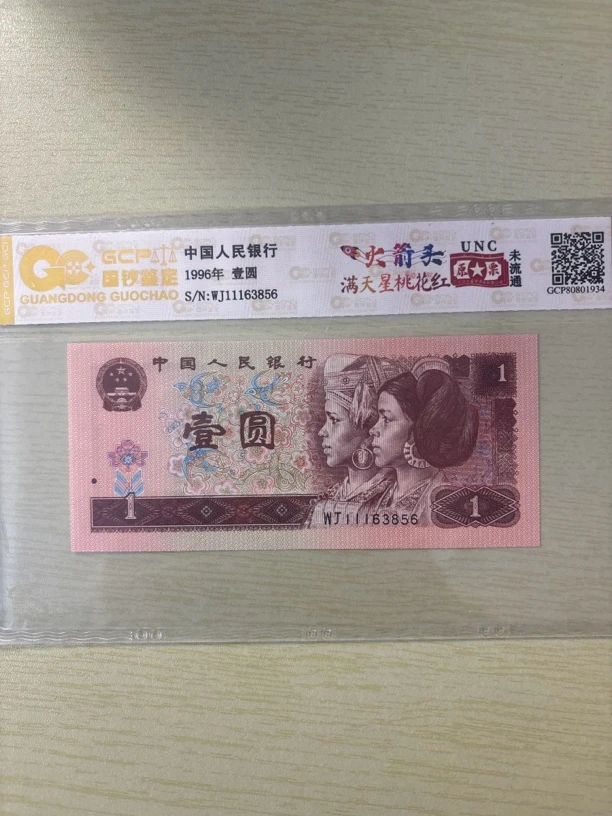 GCP
国钞鉴定
GUANGDONG GUOCHAO
中国人民银行
1996年 壹圆
S/N:WJ11163856
火箭头
满天星桃花红
UNC
原★票
未流通
GCP80801934
中国人民银行
1
壹圆
1
WJ11163856
1